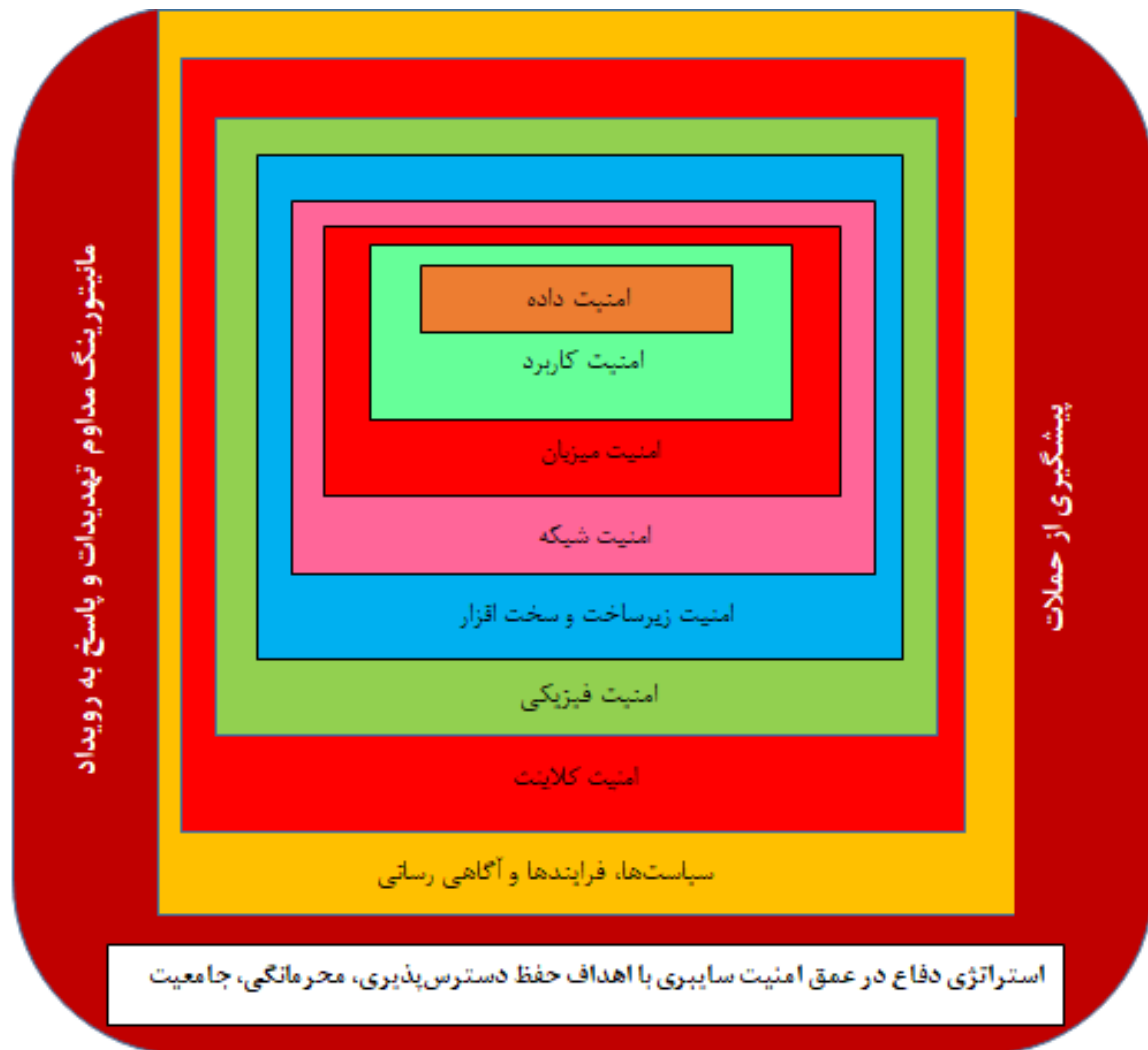 امنیت داده
امنیت کاربرد
امنیت میزبان
امنیت شبکه
امنیت زیرساخت و سخت افزار
امنیت فیزیکی
امنیت کلاینت
سیاست‌ها، فرایندها و آگاهی رسانی
پیشگیری از حملات
مانیتورینگ مداوم تهدیدات و پاسخ به رویداد
استراتژی دفاع در عمق امنیت سایبری با اهداف حفظ دسترس‌پذیری، محرمانگی، جامعیت